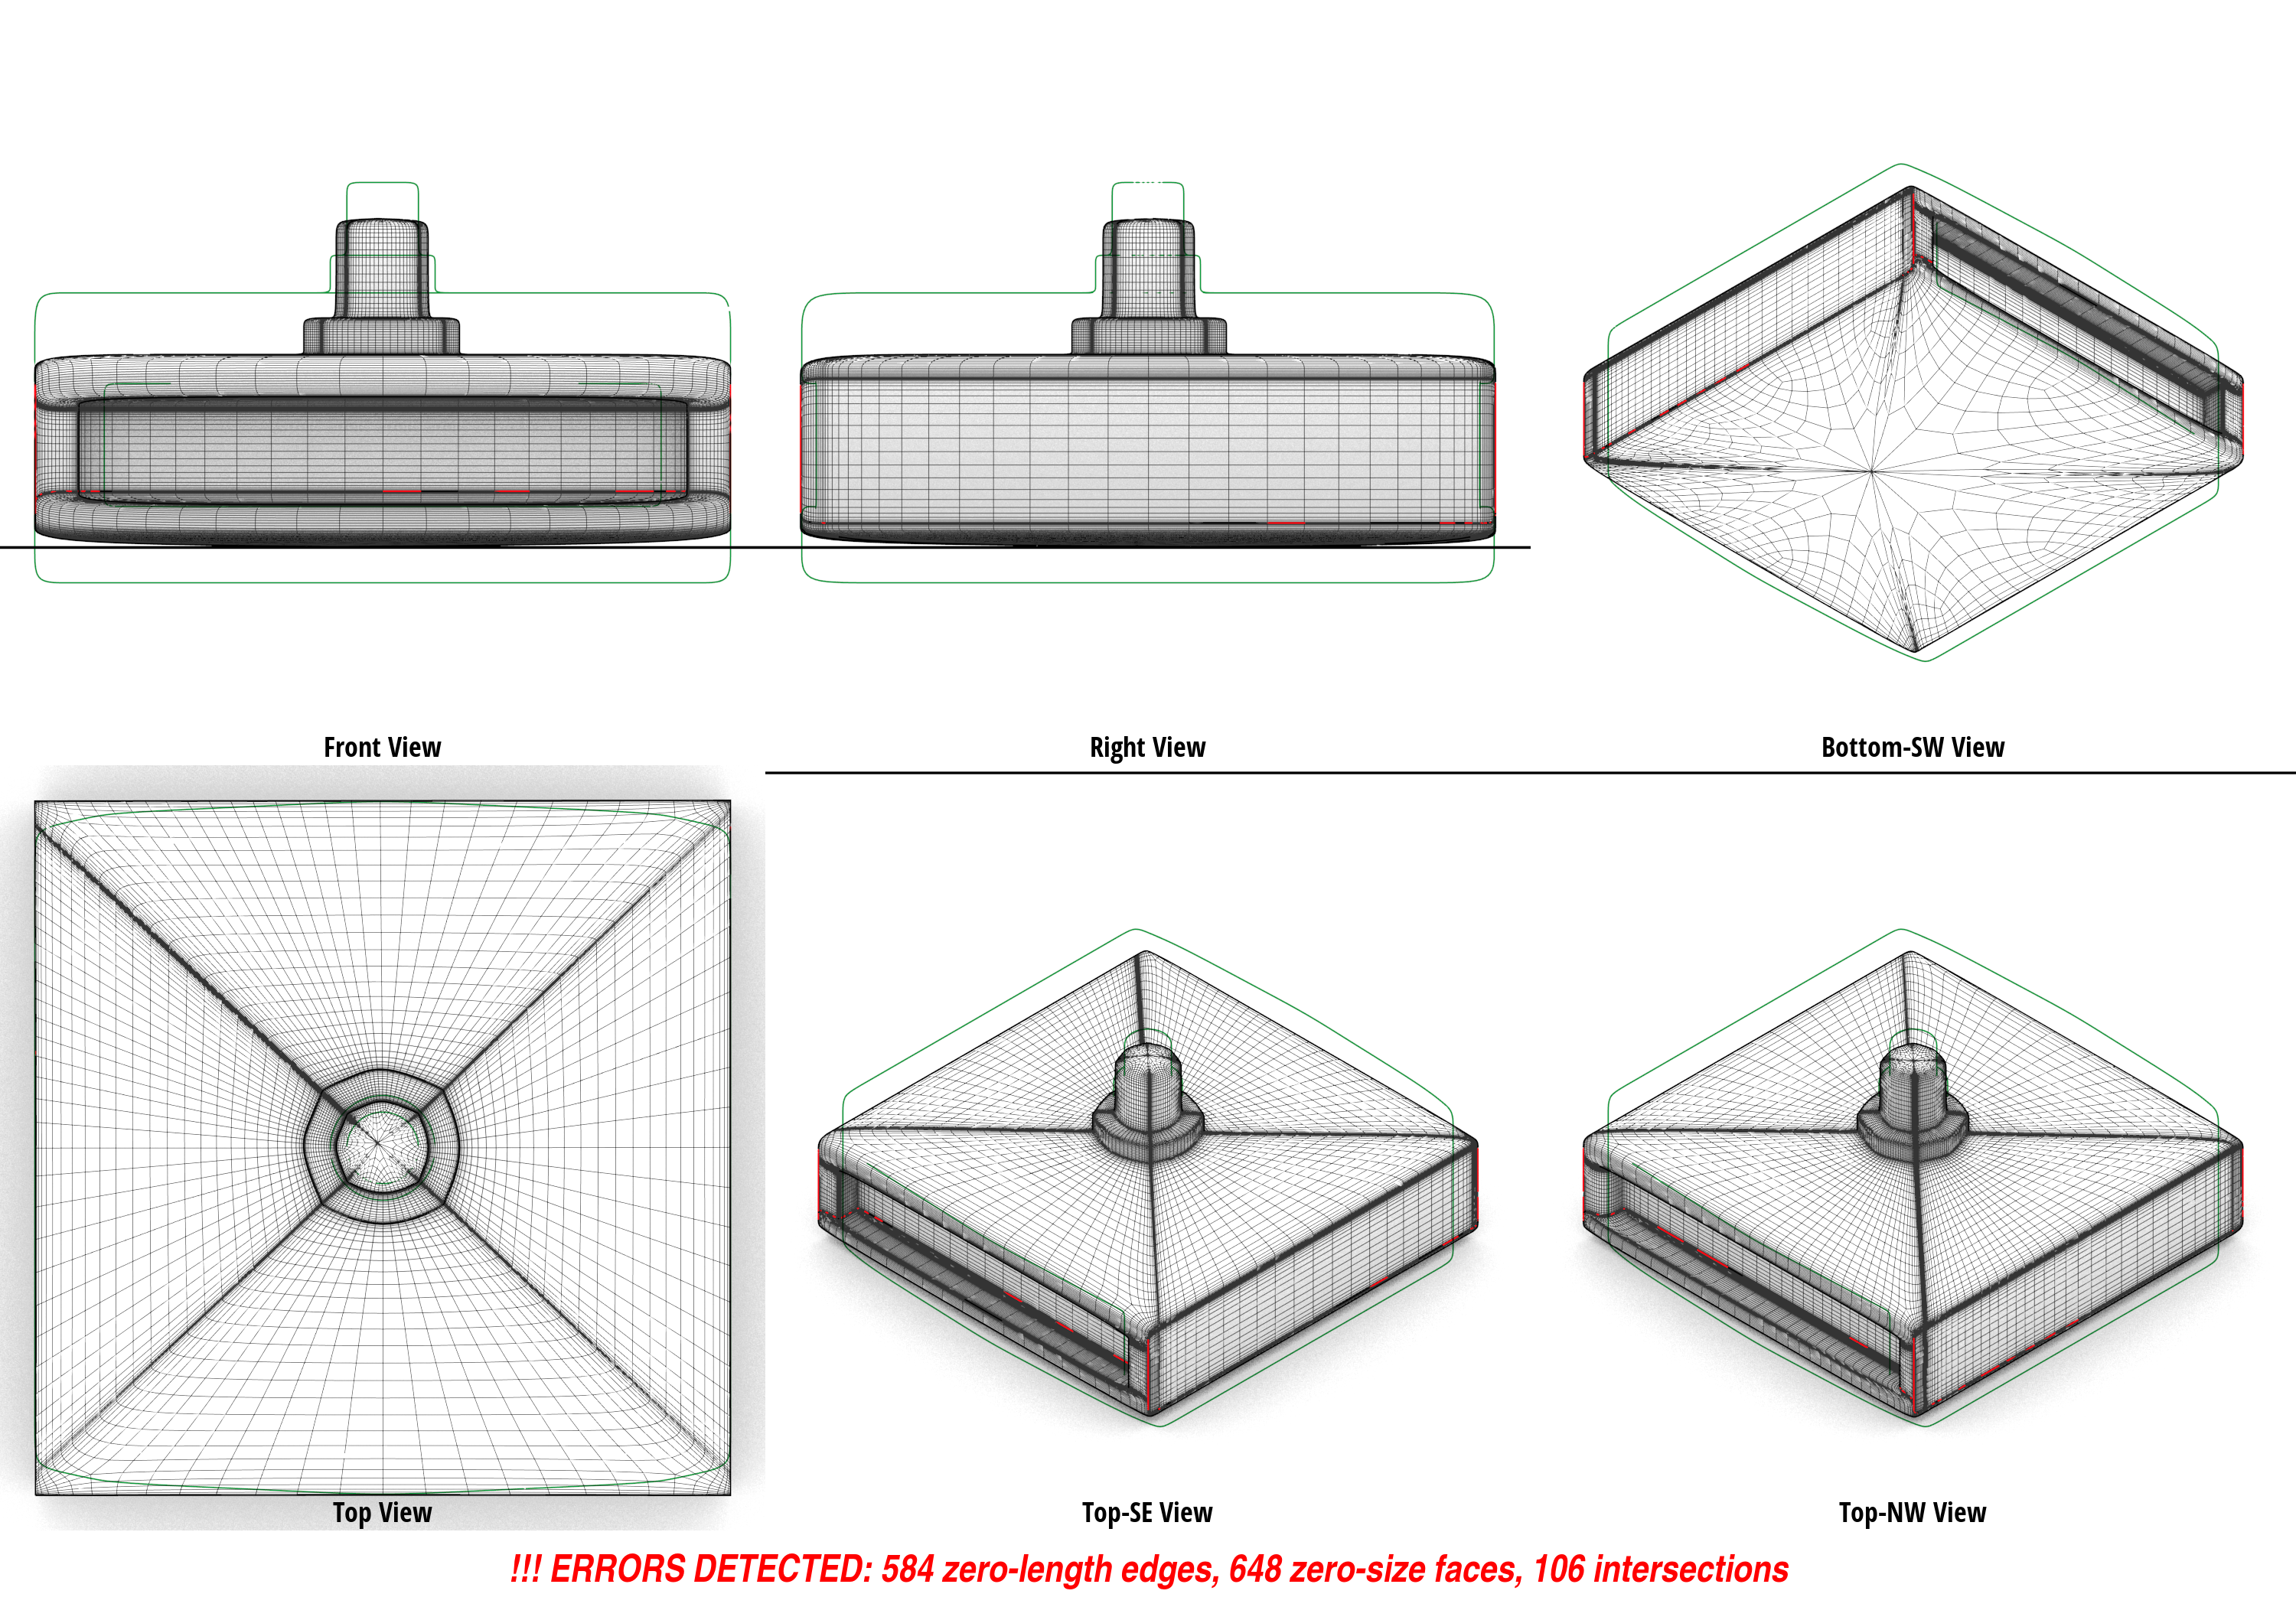 Front View
Right View
Bottom-SW View
Top View
Top-SE View
Top-NW View
!!! ERRORS DETECTED: 584 zero-length edges, 648 zero-size faces, 106 intersections